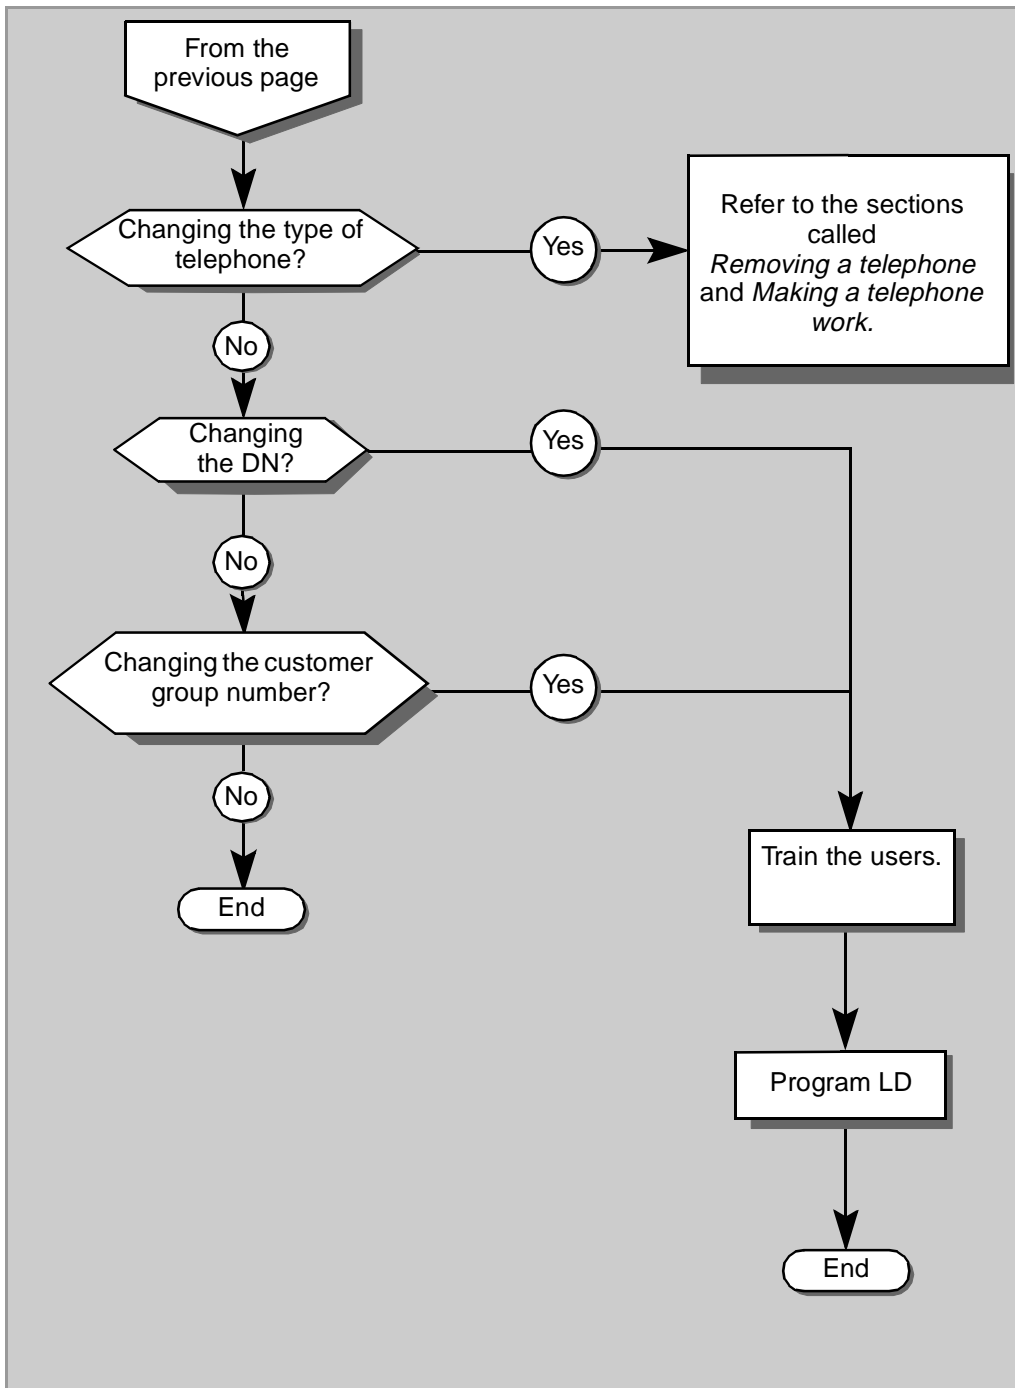 From the
previous page
Changing the type of
telephone?
Yes
Refer to the sections
called
Removing a telephone
and Making a telephone
work.
No
Changing
the DN?
Yes
No
Changing the customer
group number?
Yes
No
End
Train the users.
Program LD
End